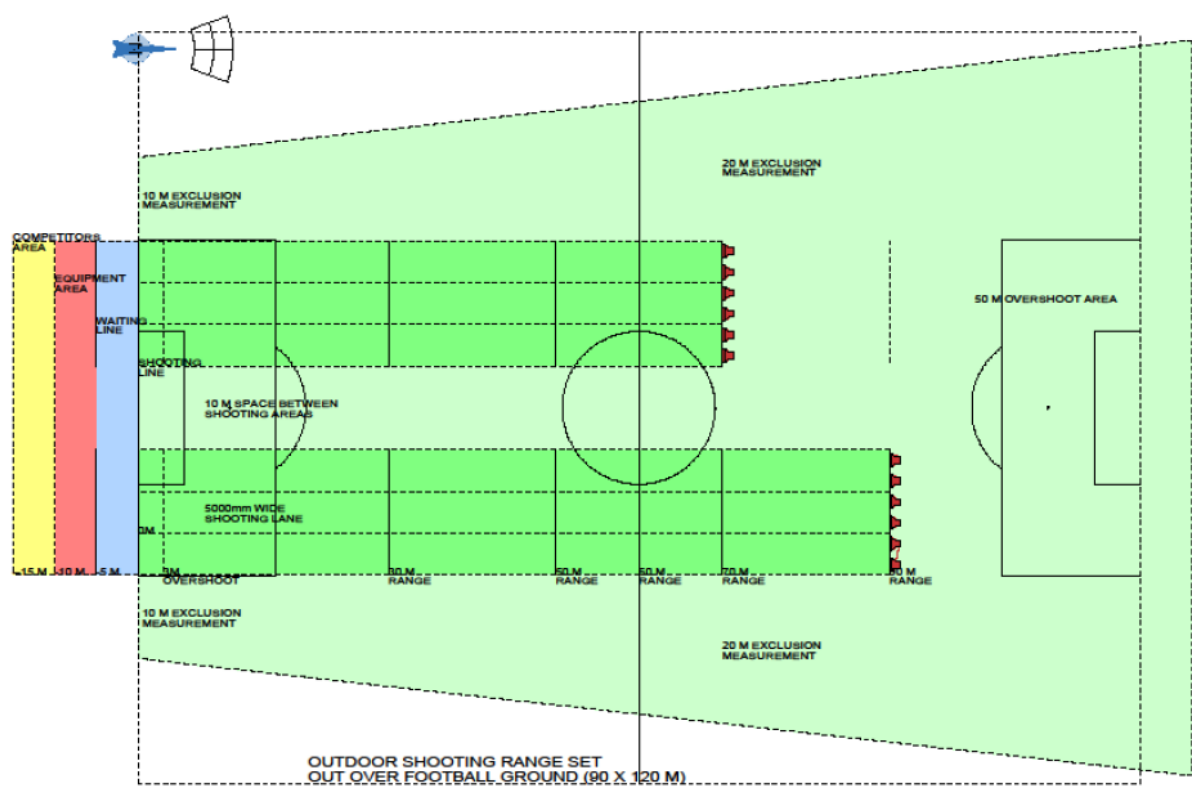 20 M EXCLUSION
MEASUREMENT
10 M EXCLUSION
MEASUREMENT
COMPETITORS
AREA
EQUIPMENT
AREA
50 M OVERSHOOT AREA
WAITING
LINE
SHOOTING
LINE
10 M SPACE BETWEEN
SHOOTING AREAS
5000mm WIDE
SHOOTING LANE
0M
-15 M
-10 M
-5 M
3M
OVERSHOOT
30 M
RANGE
50 M
RANGE
60 M
RANGE
70 M
RANGE
M
RANGE
10 M EXCLUSION
MEASUREMENT
20 M EXCLUSION
MEASUREMENT
OUTDOOR SHOOTING RANGE SET
OUT OVER FOOTBALL GROUND (90 X 120 M)